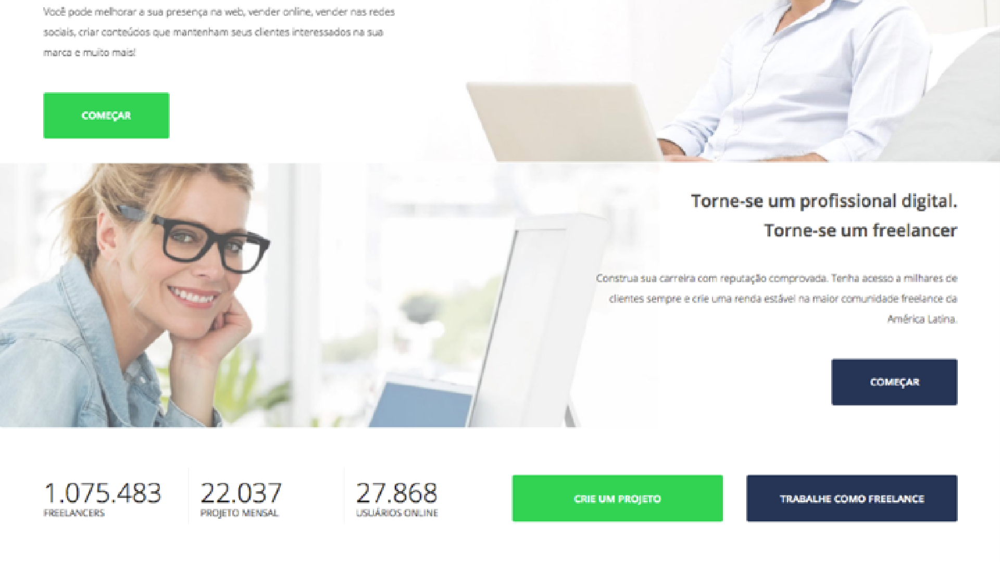 Você pode melhorar a sua presença na web, vender online, vender nas redes
sociais, criar conteúdos que mantenham seus clientes interessados na sua
marca e muito mais!
COMEÇAR
Torne-se um profissional digital.
Torne-se um freelancer
Construa sua carreira com reputação comprovada. Tenha acesso a milhares de
clientes sempre e crie uma renda estável na maior comunidade freelance da
América Latina.
COMEÇAR
1.075.483
FREELANCERS
22.037
PROJETO MENSAL
27.868
USUÁRIOS ONLINE
CRIE UM PROJETO
TRABALHE COMO FREELANCE